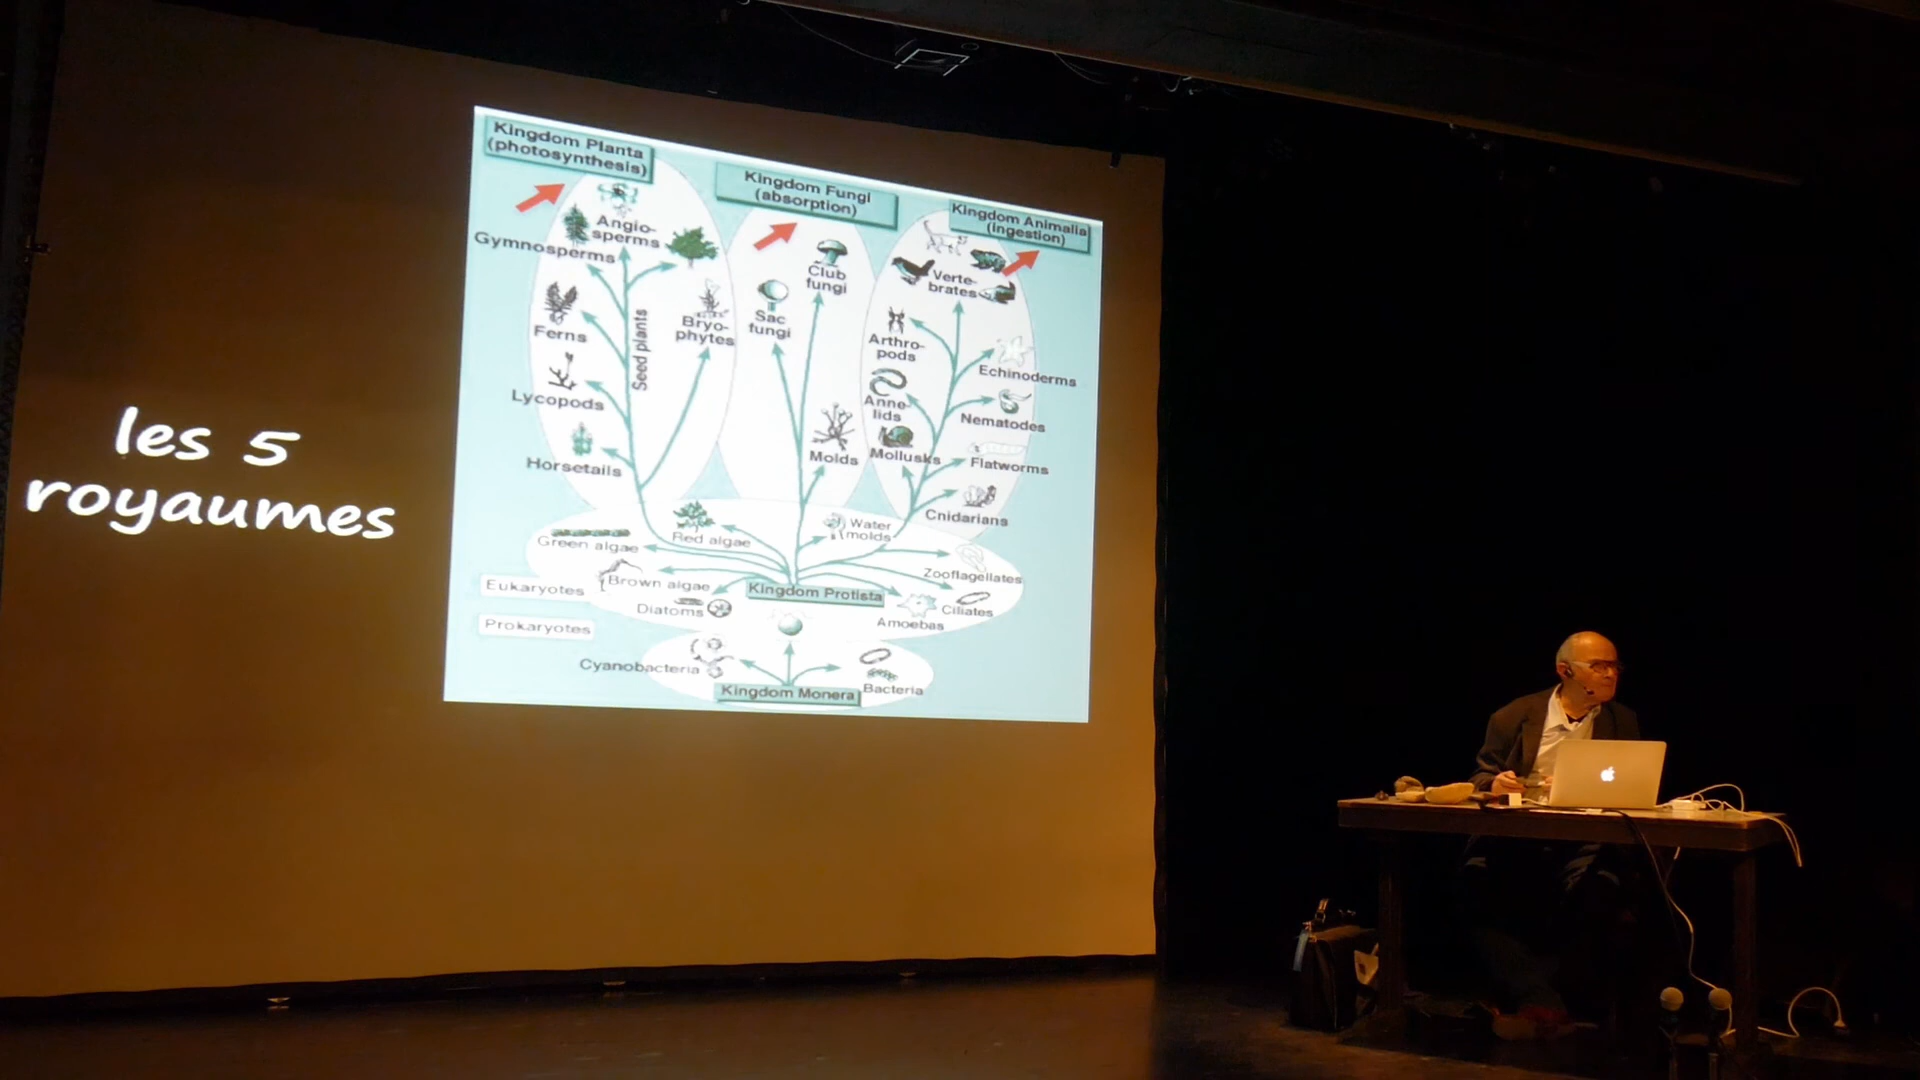 les 5
royaumes
Kingdom Planta
(photosynthesis)
Kingdom Fungi
(absorption)
Kingdom Animalia
(ingestion)
Angio-
sperms
Gymnosperms
Ferns
Lycopods
Horsetails
Seed plants
Bryo-
phytes
Club
fungi
Sac
fungi
Molds
Verte-
brates
Arthro-
pods
Echinoderms
Anne-
lids
Nematodes
Mollusks
Flatworms
Cnidarians
Red algae
Water
molds
Green algae
Zooflagellates
Brown algae
Eukaryotes
Kingdom Protista
Diatoms
Ciliates
Amoebas
Prokaryotes
Cyanobacteria
Bacteria
Kingdom Monera